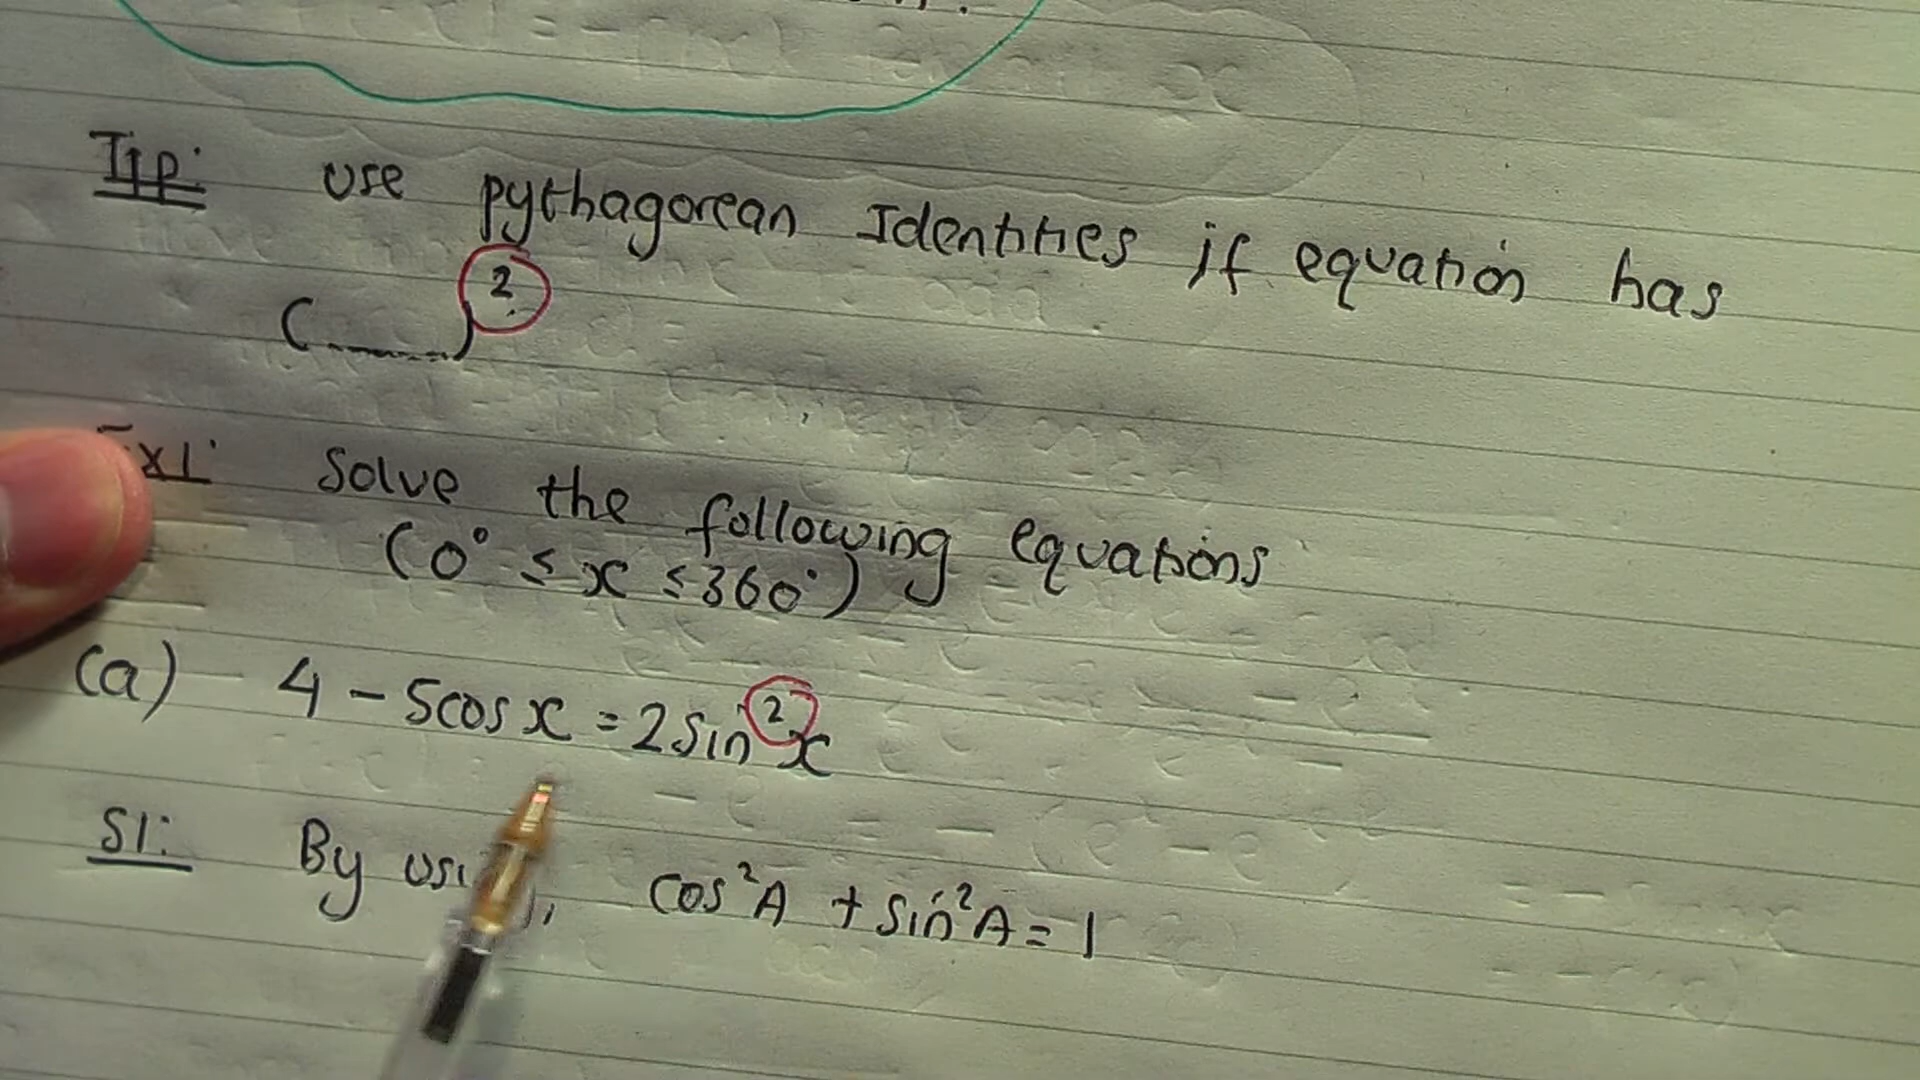 Tip: use pythagorean Identities if equation has
(......)²
Ex1: Solve the following equations
(0° ≤ x ≤ 360°)
(a) 4 - 5cosx = 2sin²x
S1: By cos²A + sin²A = 1